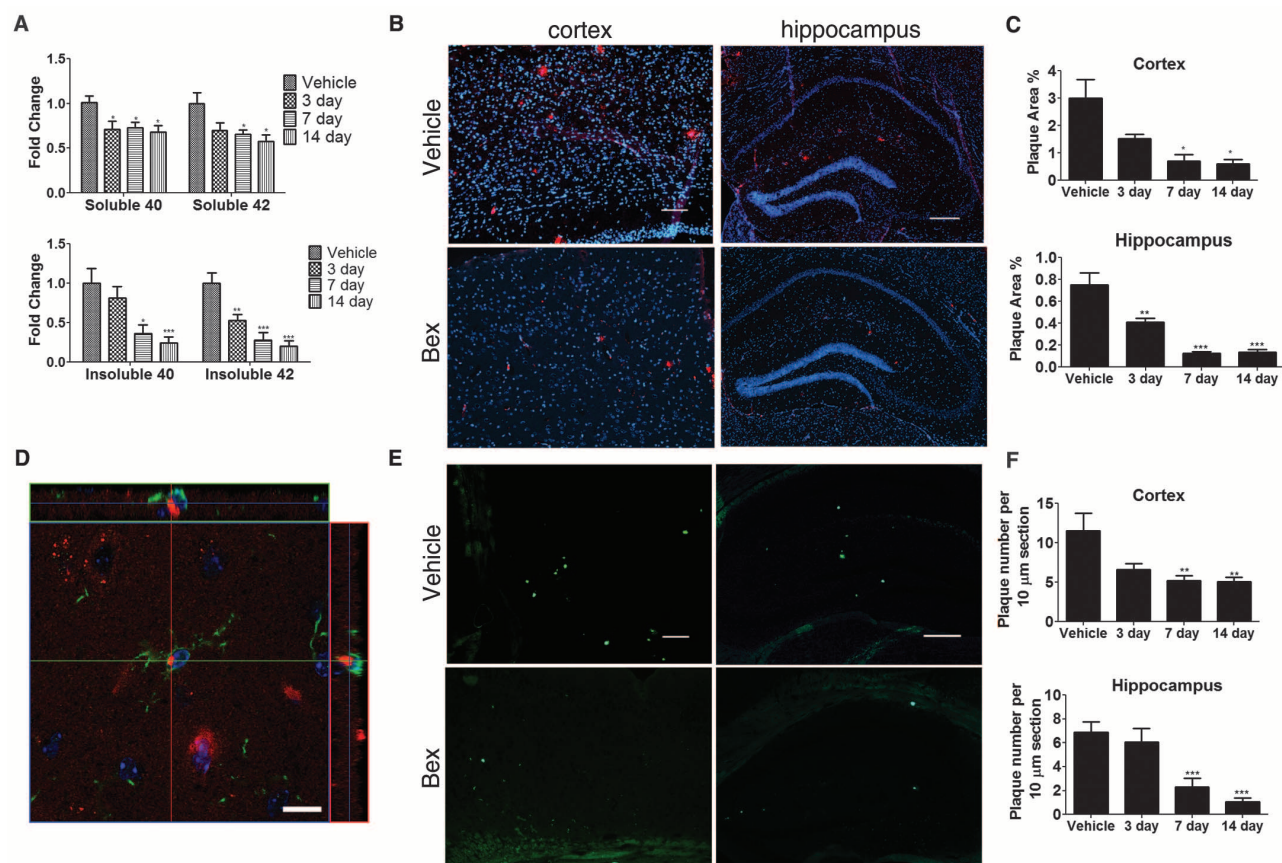 A
1.5
1.0
0.5
0.0
Fold Change
Soluble 40
Soluble 42
*
*
*
*
*
Vehicle
3 day
7 day
14 day
1.5
1.0
0.5
0.0
Fold Change
Insoluble 40
Insoluble 42
*
***
**
***
***
Vehicle
3 day
7 day
14 day
B
cortex
hippocampus
Vehicle
Bex
C
Cortex
Plaque Area %
4
3
2
1
0
*
*
Vehicle
3 day
7 day
14 day
Hippocampus
Plaque Area %
1.0
0.8
0.6
0.4
0.2
0.0
**
***
***
Vehicle
3 day
7 day
14 day
D
E
Vehicle
Bex
F
Cortex
Plaque number per
10 μm section
15
10
5
0
**
**
Vehicle
3 day
7 day
14 day
Hippocampus
Plaque number per
10 μm section
10
8
6
4
2
0
***
***
Vehicle
3 day
7 day
14 day